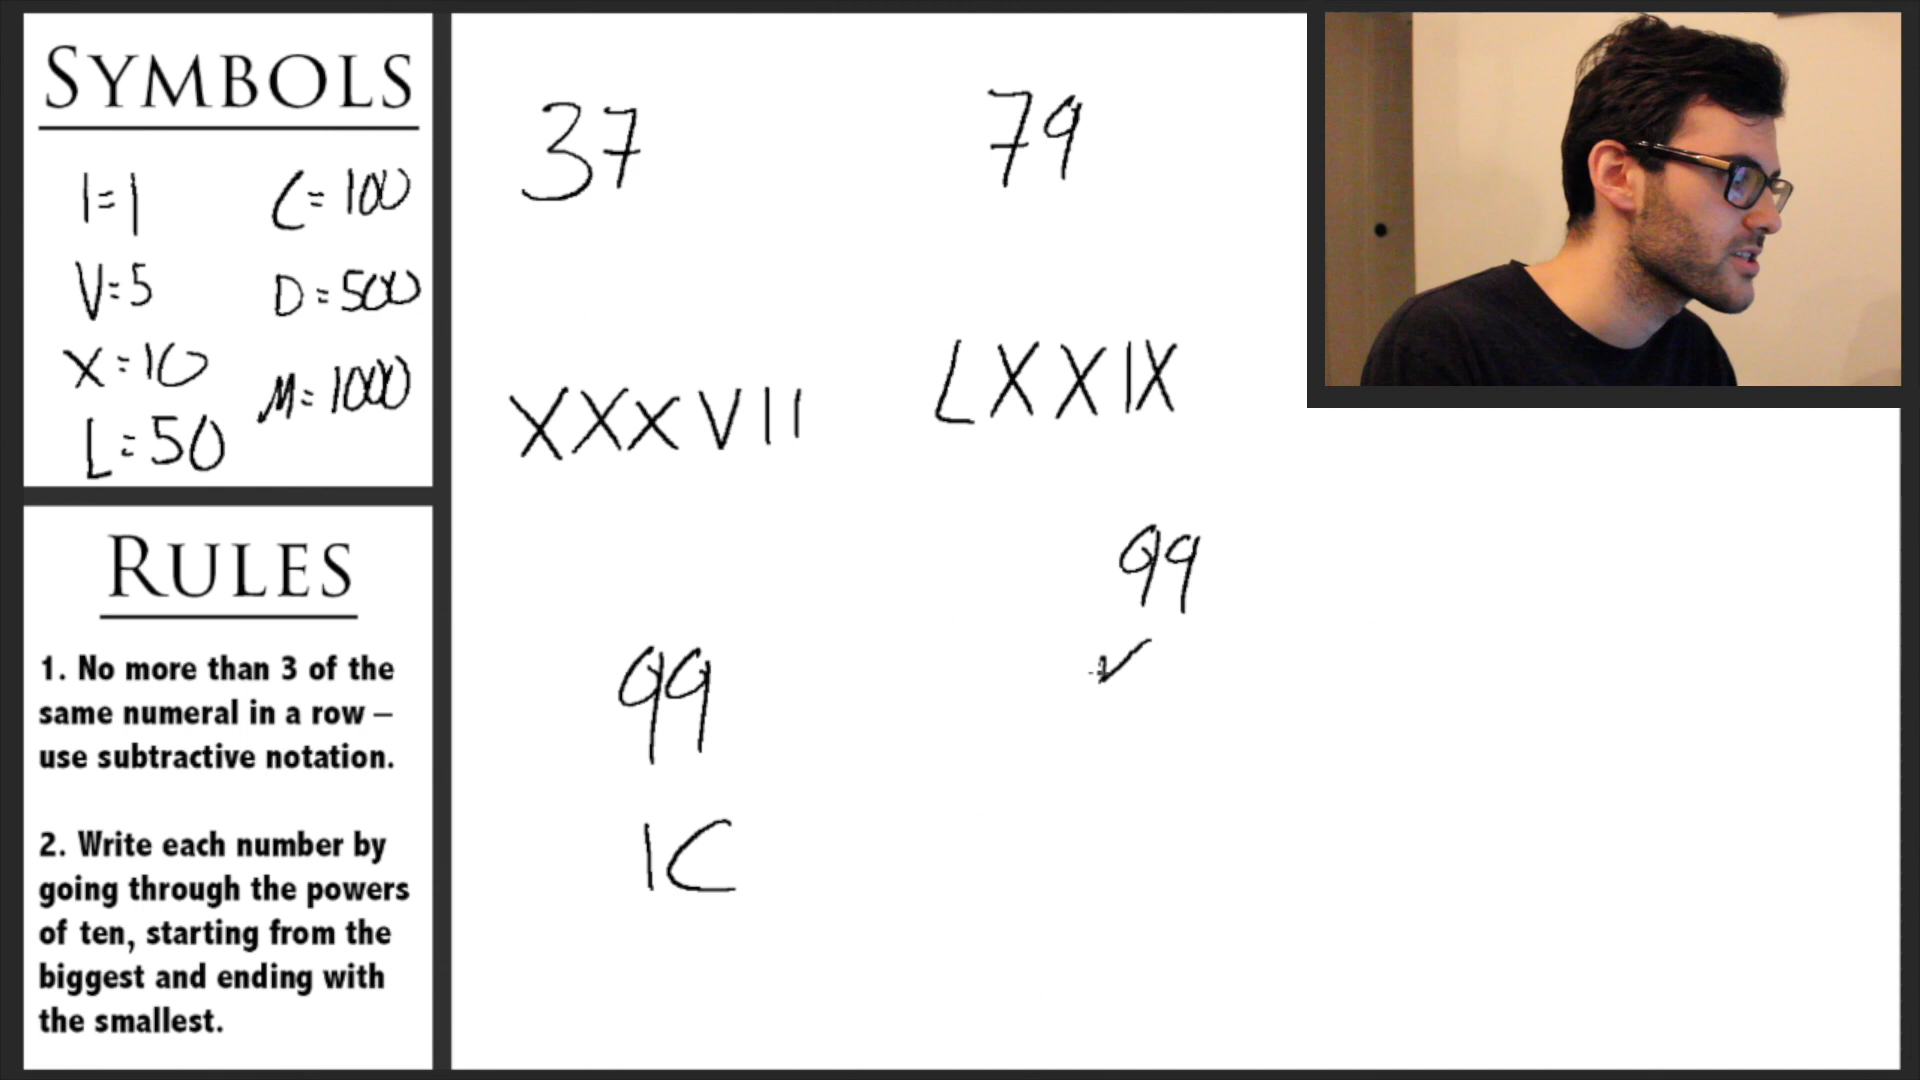 SYMBOLS
I=1
V=5
X=10
L=50
C=100
D=500
M=1000
RULES
1. No more than 3 of the
same numeral in a row –
use subtractive notation.
2. Write each number by
going through the powers
of ten, starting from the
biggest and ending with
the smallest.
37
XXXVII
79
LXXIX
99
IC
99